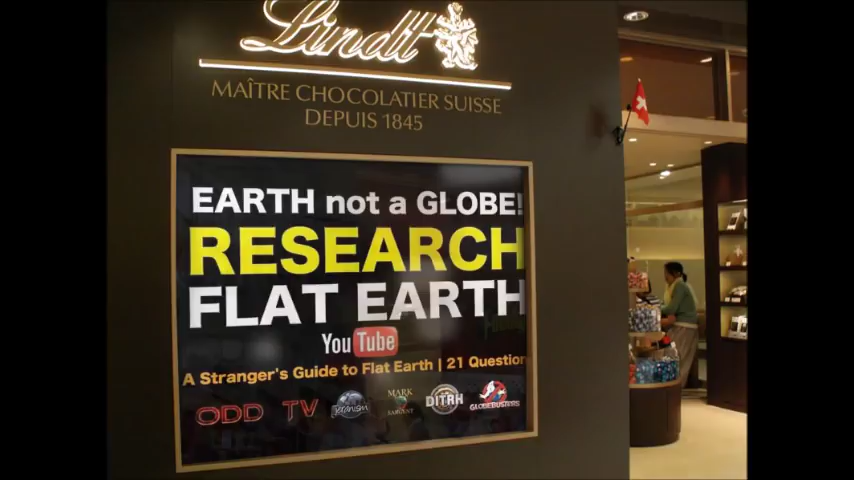 Lindt
MAÎTRE CHOCOLATIER SUISSE
DEPUIS 1845
EARTH not a GLOBE!
RESEARCH
FLAT EARTH
YouTube
A Stranger's Guide to Flat Earth | 21 Question
ODD TV jeranism MARK SARGENT DITRH GLOBEBUSTERS